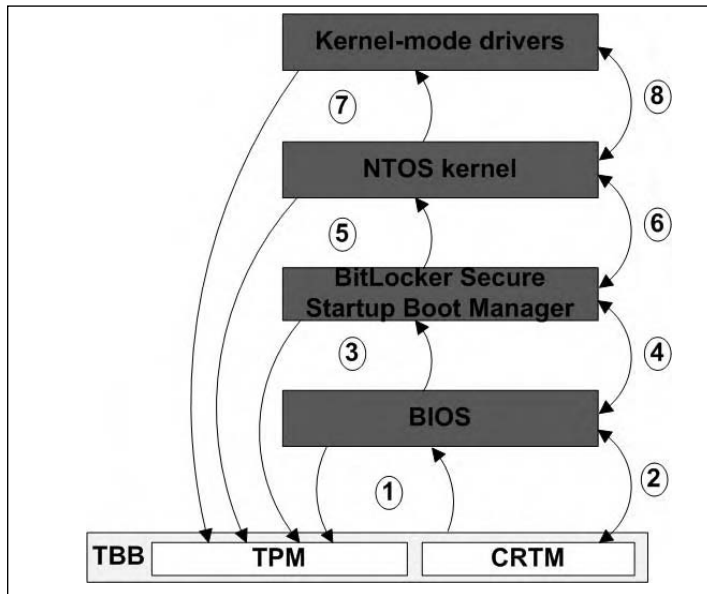 Kernel-mode drivers
7
8
NTOS kernel
5
6
BitLocker Secure
Startup Boot Manager
3
4
BIOS
1
2
TBB
TPM
CRTM